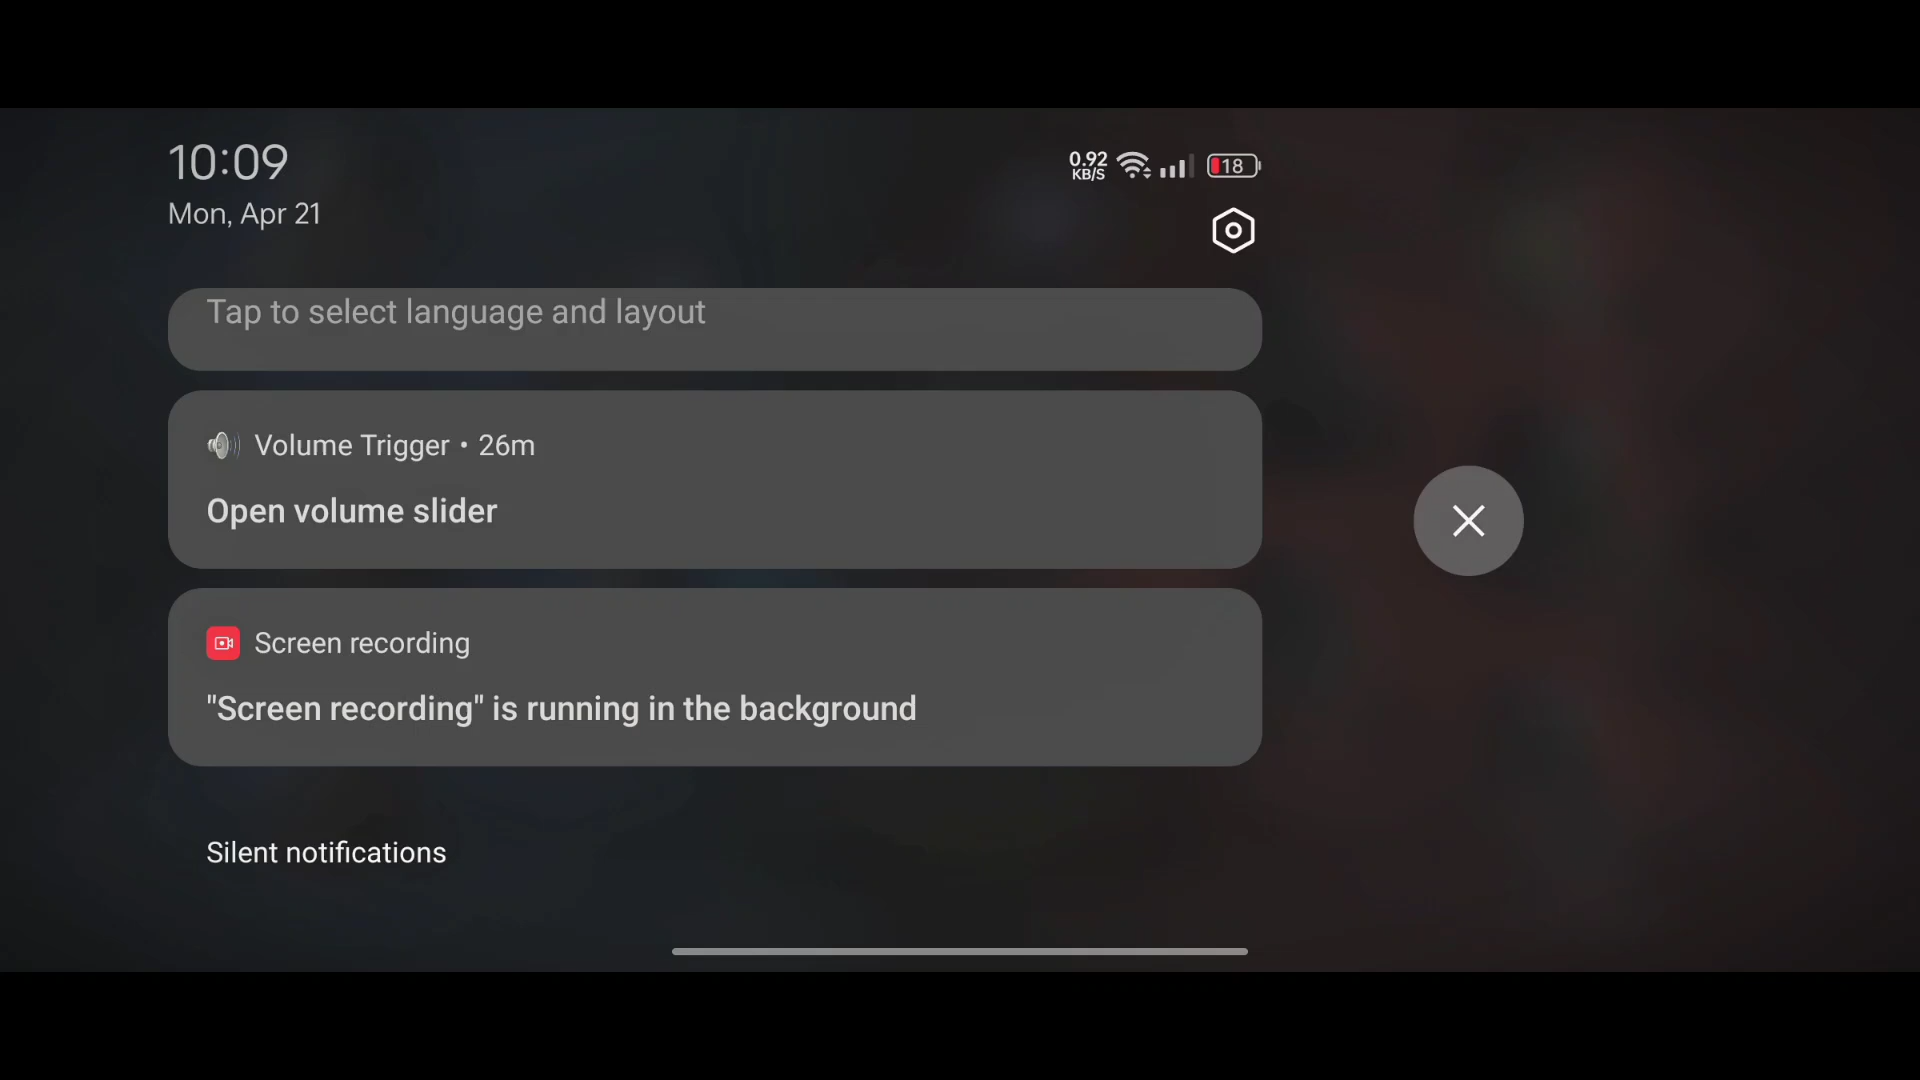 10:09
Mon, Apr 21
0.92
KB/S
18
Tap to select language and layout
Volume Trigger • 26m
Open volume slider
Screen recording
"Screen recording" is running in the background
Silent notifications